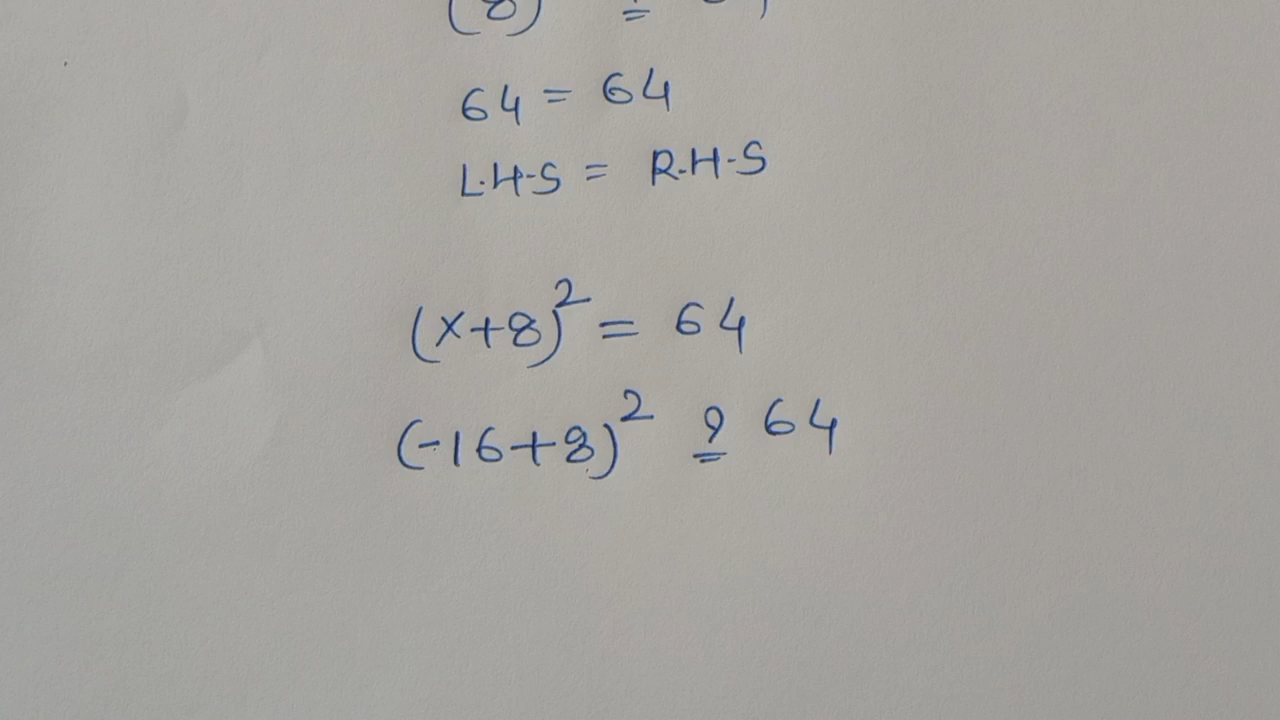 64 = 64
L.H.S = R.H.S
(x+8)² = 64
(-16+8)² ≟ 64